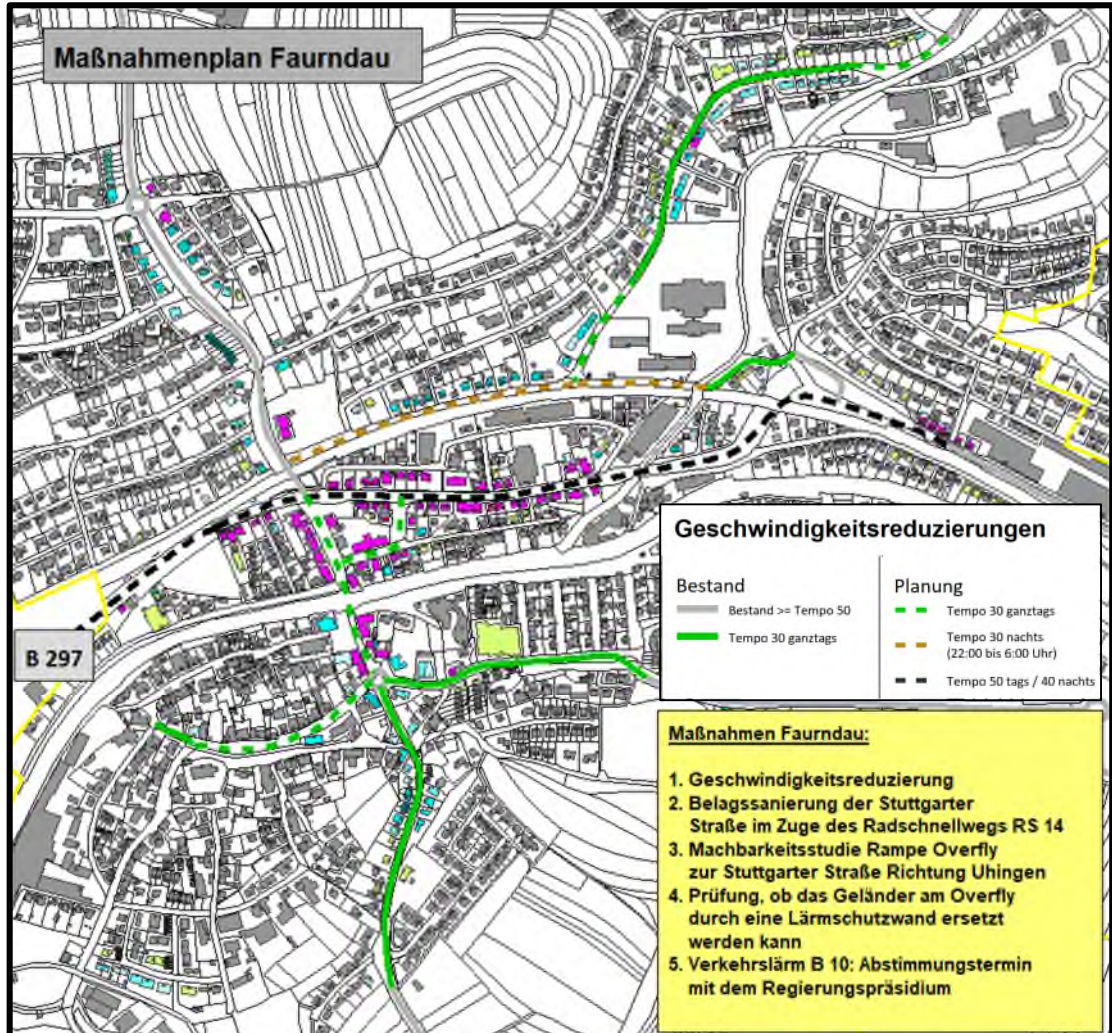 Maßnahmenplan Faurndau
B 297
Geschwindigkeitsreduzierungen
Bestand
Bestand >= Tempo 50
Tempo 30 ganztags
Planung
Tempo 30 ganztags
Tempo 30 nachts
(22:00 bis 6:00 Uhr)
Tempo 50 tags / 40 nachts
Maßnahmen Faurndau:
1. Geschwindigkeitsreduzierung
2. Belagssanierung der Stuttgarter
Straße im Zuge des Radschnellwegs RS 14
3. Machbarkeitsstudie Rampe Overfly
zur Stuttgarter Straße Richtung Uhingen
4. Prüfung, ob das Geländer am Overfly
durch eine Lärmschutzwand ersetzt
werden kann
5. Verkehrslärm B 10: Abstimmungstermin
mit dem Regierungspräsidium